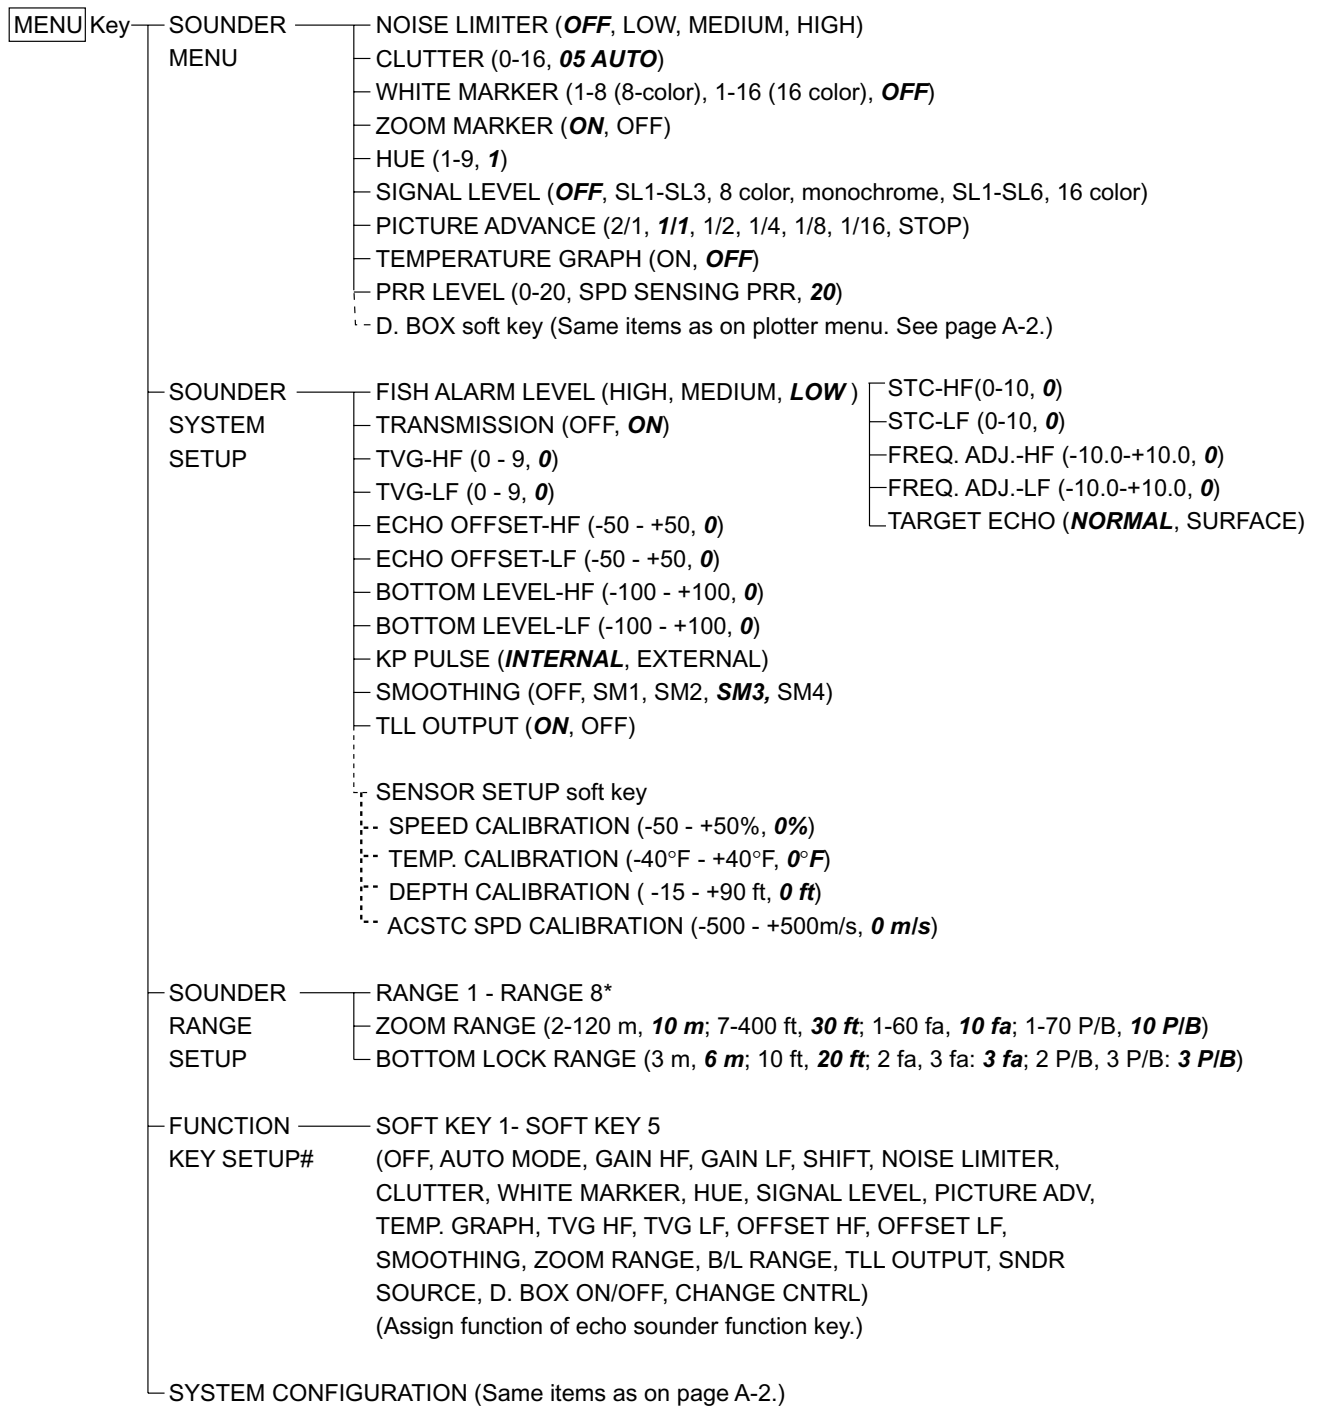 MENU Key SOUNDER NOISE LIMITER (OFF, LOW, MEDIUM, HIGH)
MENU CLUTTER (0-16, 05 AUTO)
WHITE MARKER (1-8 (8-color), 1-16 (16 color), OFF)
ZOOM MARKER (ON, OFF)
HUE (1-9, 1)
SIGNAL LEVEL (OFF, SL1-SL3, 8 color, monochrome, SL1-SL6, 16 color)
PICTURE ADVANCE (2/1, 1/1, 1/2, 1/4, 1/8, 1/16, STOP)
TEMPERATURE GRAPH (ON, OFF)
PRR LEVEL (0-20, SPD SENSING PRR, 20)
D. BOX soft key (Same items as on plotter menu. See page A-2.)
SOUNDER FISH ALARM LEVEL (HIGH, MEDIUM, LOW ) STC-HF(0-10, 0)
SYSTEM TRANSMISSION (OFF, ON) STC-LF (0-10, 0)
SETUP TVG-HF (0 - 9, 0) FREQ. ADJ.-HF (-10.0-+10.0, 0)
TVG-LF (0 - 9, 0) FREQ. ADJ.-LF (-10.0-+10.0, 0)
ECHO OFFSET-HF (-50 - +50, 0) TARGET ECHO (NORMAL, SURFACE)
ECHO OFFSET-LF (-50 - +50, 0)
BOTTOM LEVEL-HF (-100 - +100, 0)
BOTTOM LEVEL-LF (-100 - +100, 0)
KP PULSE (INTERNAL, EXTERNAL)
SMOOTHING (OFF, SM1, SM2, SM3, SM4)
TLL OUTPUT (ON, OFF)
SENSOR SETUP soft key
SPEED CALIBRATION (-50 - +50%, 0%)
TEMP. CALIBRATION (-40°F - +40°F, 0°F)
DEPTH CALIBRATION ( -15 - +90 ft, 0 ft)
ACSTC SPD CALIBRATION (-500 - +500m/s, 0 m/s)
SOUNDER RANGE 1 - RANGE 8*
RANGE ZOOM RANGE (2-120 m, 10 m; 7-400 ft, 30 ft; 1-60 fa, 10 fa; 1-70 P/B, 10 P/B)
SETUP BOTTOM LOCK RANGE (3 m, 6 m; 10 ft, 20 ft; 2 fa, 3 fa: 3 fa; 2 P/B, 3 P/B: 3 P/B)
FUNCTION SOFT KEY 1- SOFT KEY 5
KEY SETUP# (OFF, AUTO MODE, GAIN HF, GAIN LF, SHIFT, NOISE LIMITER,
CLUTTER, WHITE MARKER, HUE, SIGNAL LEVEL, PICTURE ADV,
TEMP. GRAPH, TVG HF, TVG LF, OFFSET HF, OFFSET LF,
SMOOTHING, ZOOM RANGE, B/L RANGE, TLL OUTPUT, SNDR
SOURCE, D. BOX ON/OFF, CHANGE CNTRL)
(Assign function of echo sounder function key.)
SYSTEM CONFIGURATION (Same items as on page A-2.)